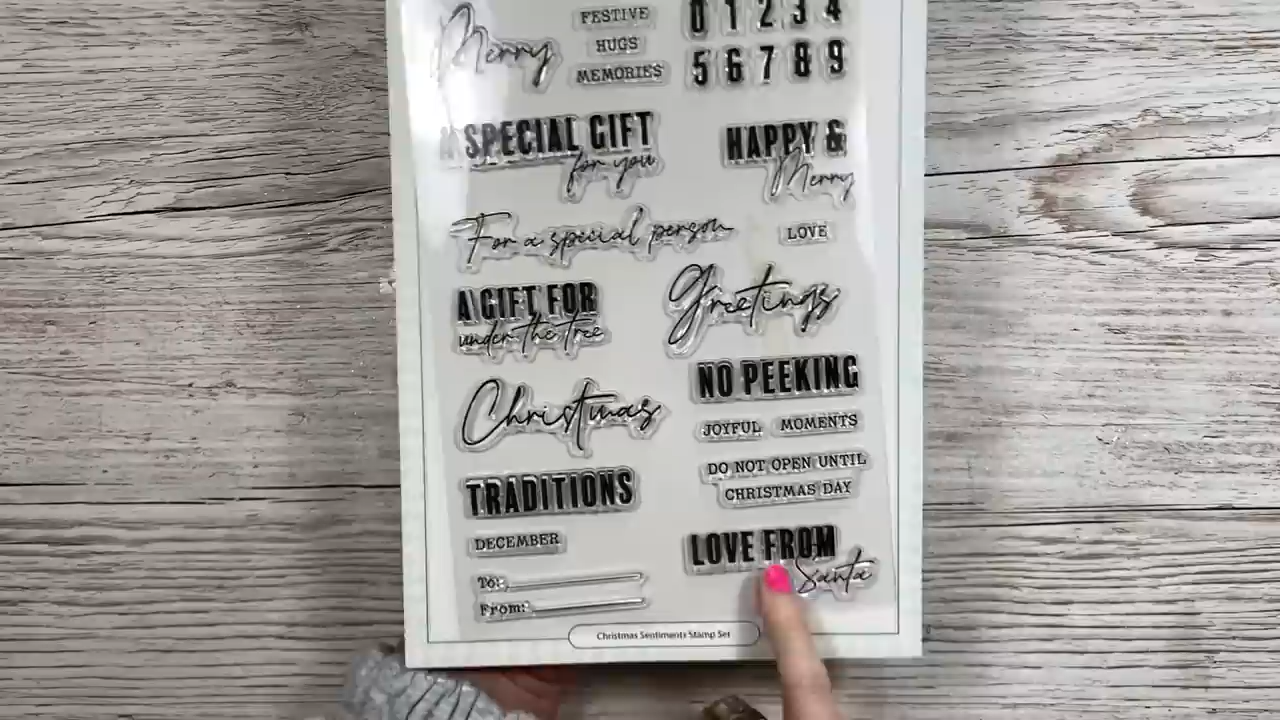 Merry
FESTIVE
HUGS
MEMORIES
0 1 2 3 4
5 6 7 8 9
A SPECIAL GIFT
for you
HAPPY &
Merry
For a special person
LOVE
A GIFT FOR
under the tree
Greetings
NO PEEKING
Christmas
JOYFUL MOMENTS
DO NOT OPEN UNTIL
CHRISTMAS DAY
TRADITIONS
DECEMBER
LOVE FROM
Santa
To:
From:
Christmas Sentiments Stamp Set